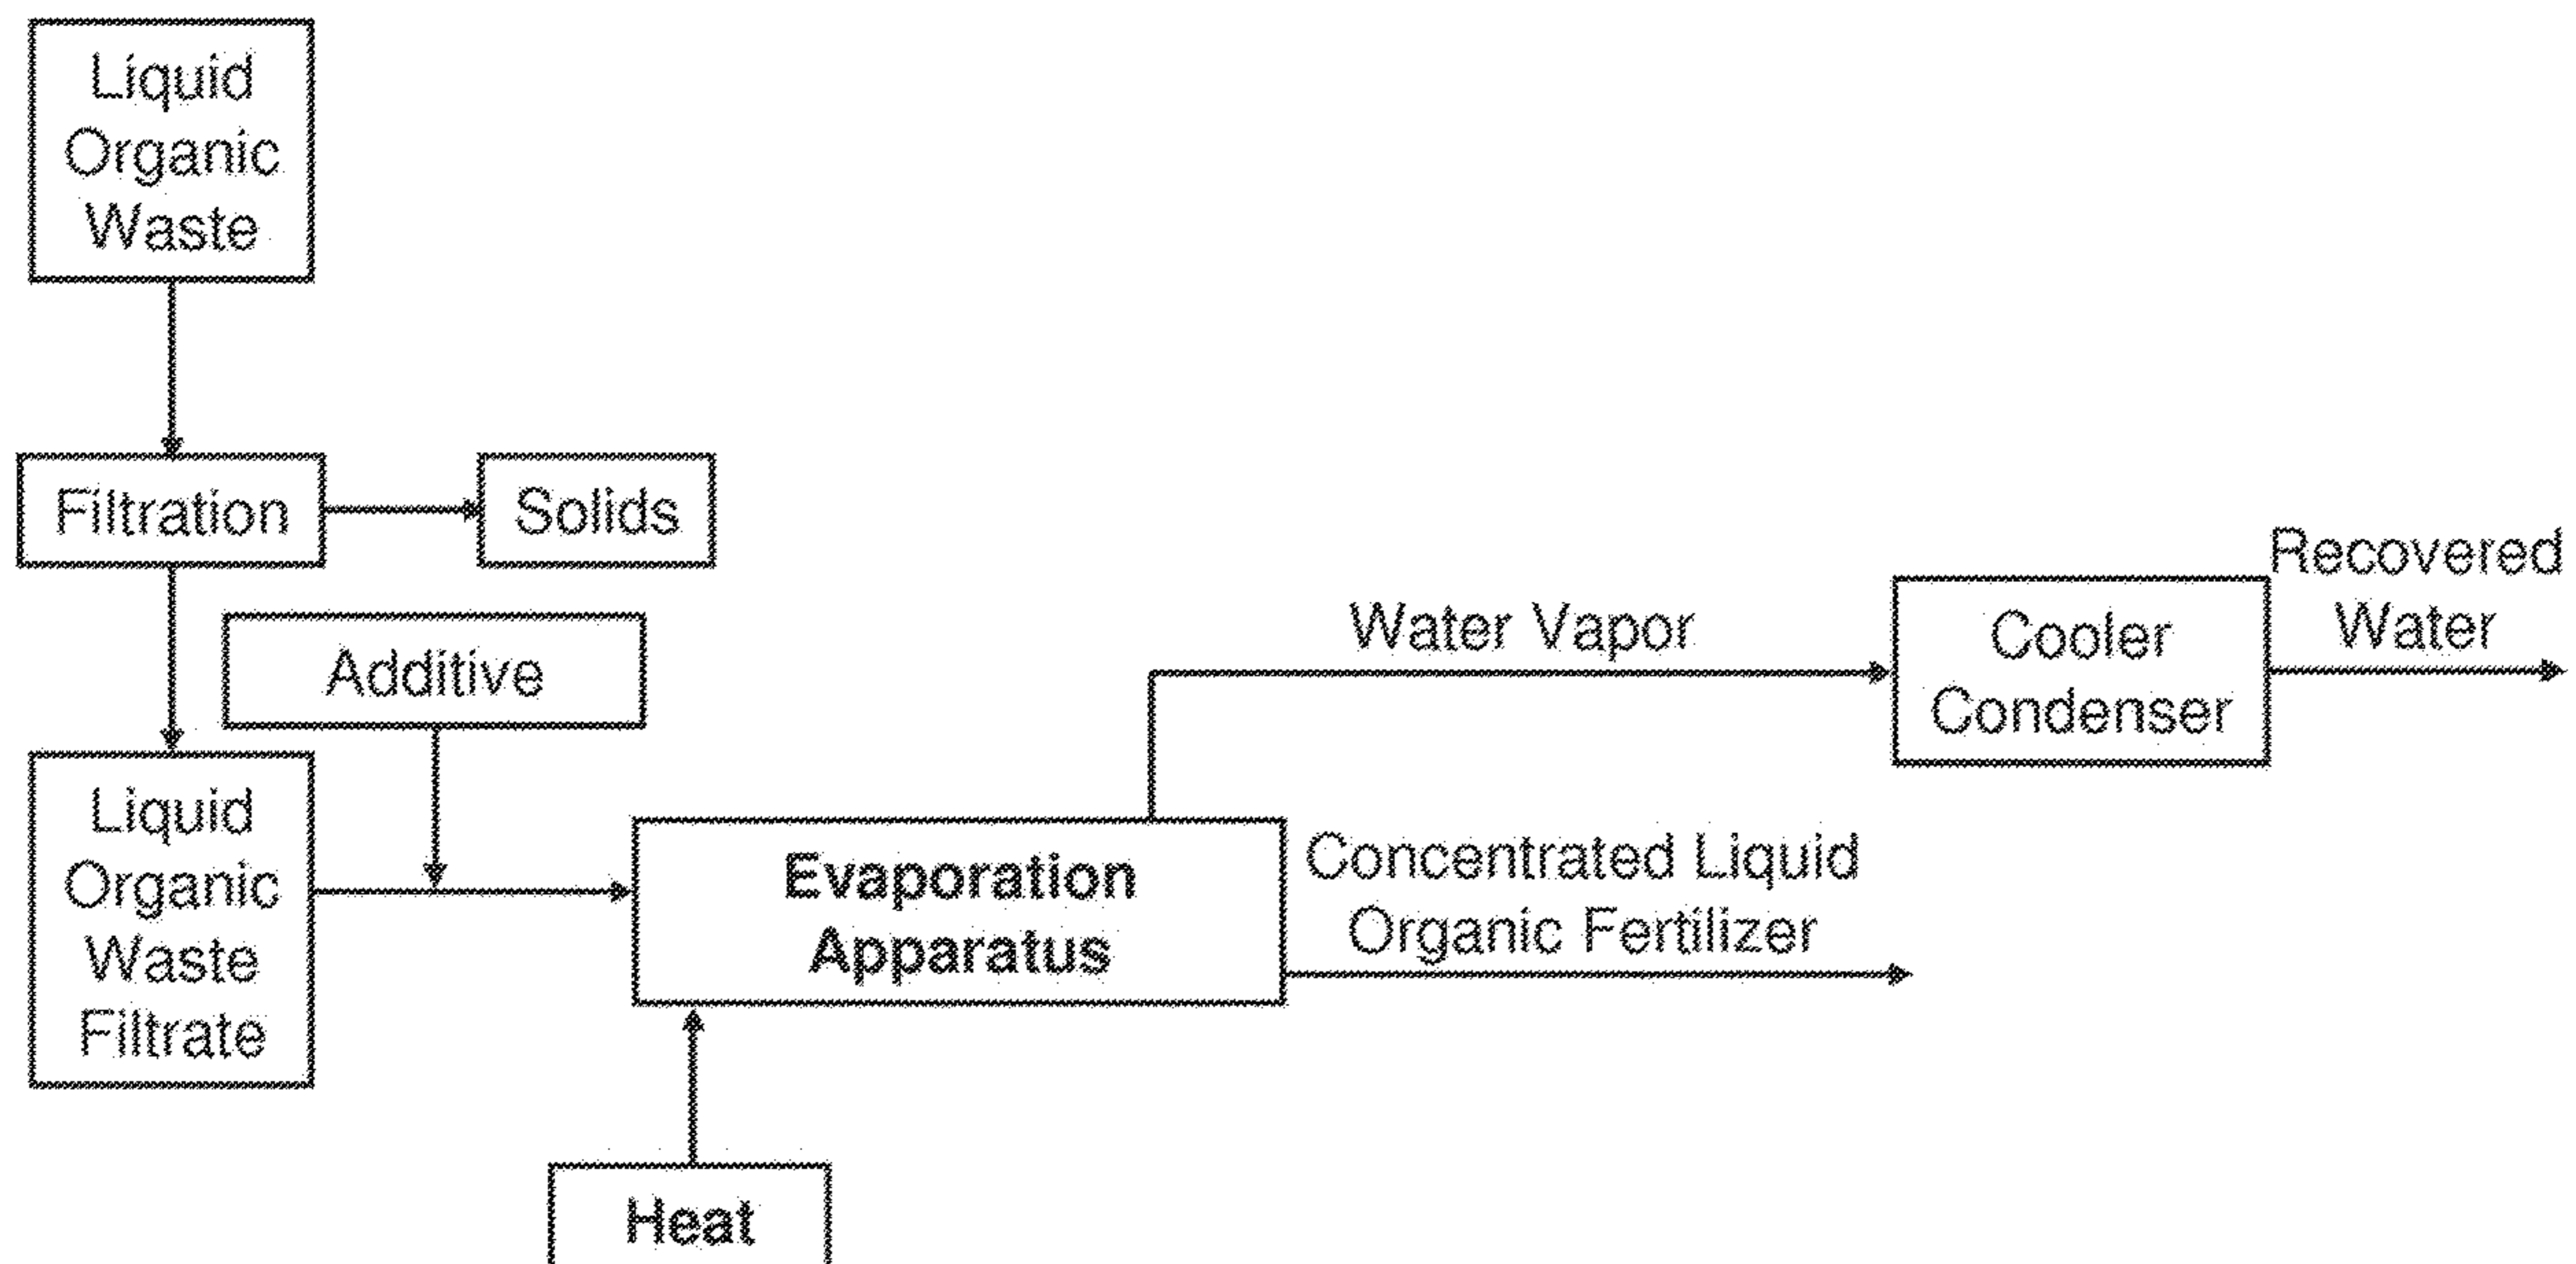 Liquid
Organic
Waste
Filtration
Solids
Additive
Liquid
Organic
Waste
Filtrate
Evaporation
Apparatus
Heat
Water Vapor
Cooler
Condenser
Recovered
Water
Concentrated Liquid
Organic Fertilizer